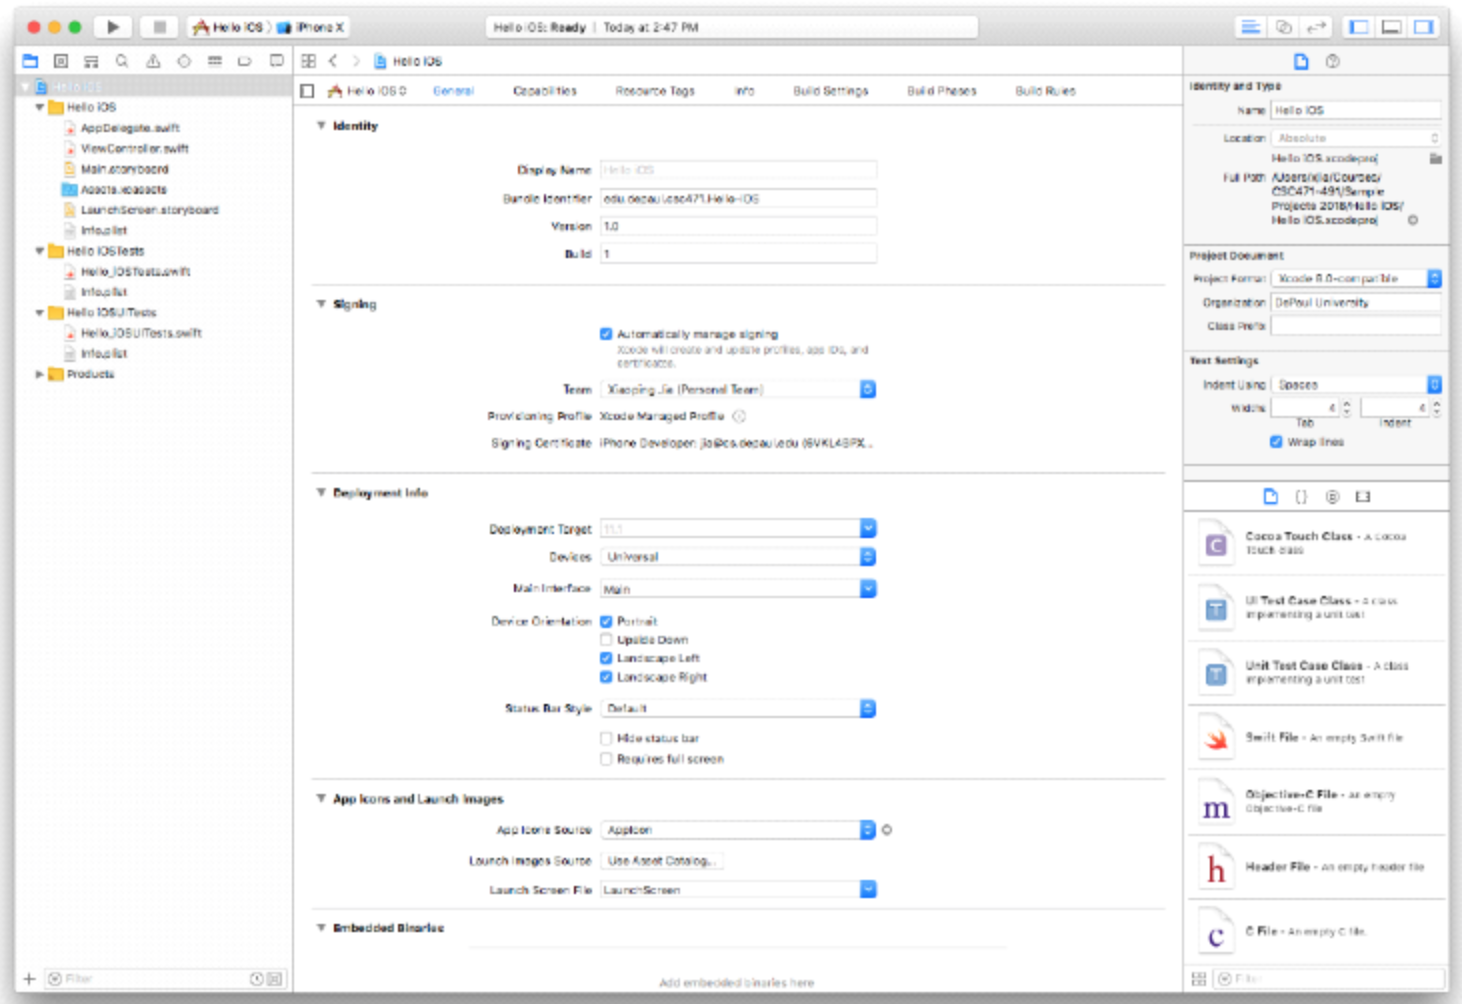 Hello iOS
iPhone X
Hello iOS: Ready | Today at 2:47 PM
Hello iOS
Hello iOS
Hello iOS
AppDelegate.swift
ViewController.swift
Main.storyboard
Assets.xcassets
LaunchScreen.storyboard
Info.plist
Hello iOSTests
Hello_iOSTests.swift
Info.plist
Hello iOSUITests
Hello_iOSUITests.swift
Info.plist
Products
Filter
Hello iOS
General
Capabilities
Resource Tags
Info
Build Settings
Build Phases
Build Rules
Identity
Display Name Hello iOS
Bundle Identifier edu.depaul.csc471.Hello-iOS
Version 1.0
Build 1
Signing
Automatically manage signing
Xcode will create and update profiles, app IDs, and
certificates.
Team Xiaoping Jia (Personal Team)
Provisioning Profile Xcode Managed Profile
Signing Certificate iPhone Developer: jia@cs.depaul.edu
Deployment Info
Deployment Target 11.1
Devices Universal
Main Interface Main
Device Orientation Portrait
Upside Down
Landscape Left
Landscape Right
Status Bar Style Default
Hide status bar
Requires full screen
App Icons and Launch Images
App Icons Source AppIcon
Launch Images Source Use Asset Catalog...
Launch Screen File LaunchScreen
Embedded Binaries
Add embedded binaries here
Identity and Type
Name Hello iOS
Location Absolute
Hello iOS.xcodeproj
Full Path /Users/xjia/Courses/
CSC471-491/Sample
Projects 2018/Hello iOS/
Hello iOS.xcodeproj
Project Document
Project Format Xcode 8.0-compatible
Organization DePaul University
Class Prefix
Text Settings
Indent Using Spaces
Widths 4 4
Tab Indent
Wrap lines
Cocoa Touch Class - A Cocoa
Touch class
UI Test Case Class - A class
implementing a unit test
Unit Test Case Class - A class
implementing a unit test
Swift File - An empty Swift file
Objective-C File - An empty
Objective-C file
Header File - An empty header file
C File - An empty C file.
Filter